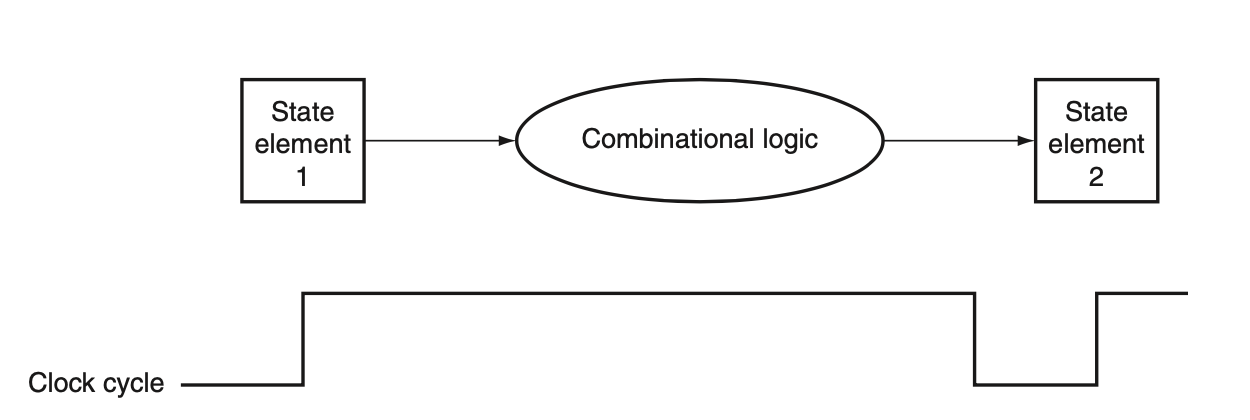 State
element
1
Combinational logic
State
element
2
Clock cycle